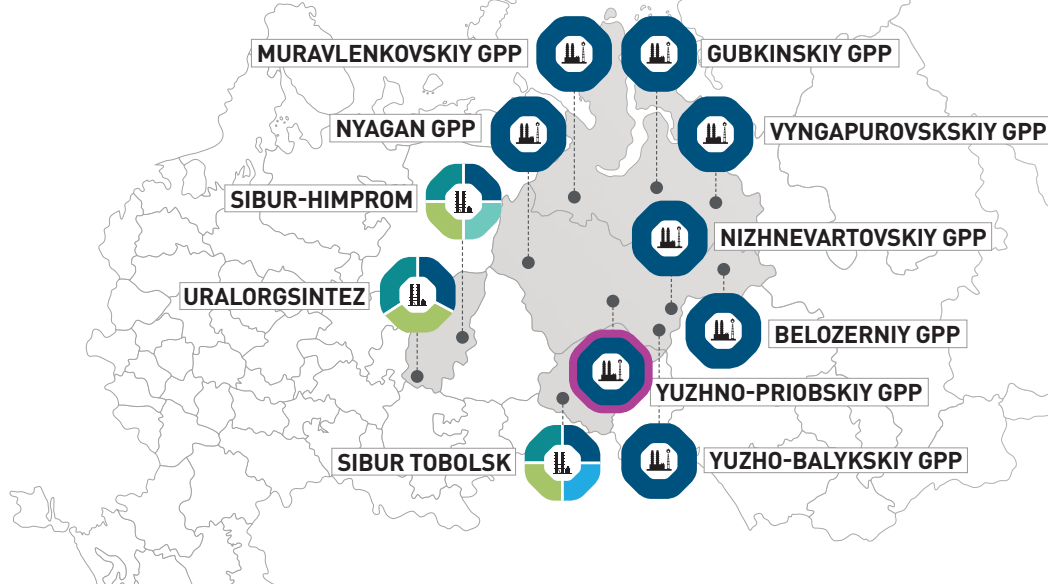 MURAVLENKOVSKIY GPP
GUBKINSKIY GPP
NYAGAN GPP
VYNGAPUROVSKSKIY GPP
SIBUR-HIMPROM
NIZHNEVARTOVSKIY GPP
URALORGSINTEZ
BELOZERNIY GPP
YUZHNO-PRIOBSKIY GPP
SIBUR TOBOLSK
YUZHO-BALYKSKIY GPP